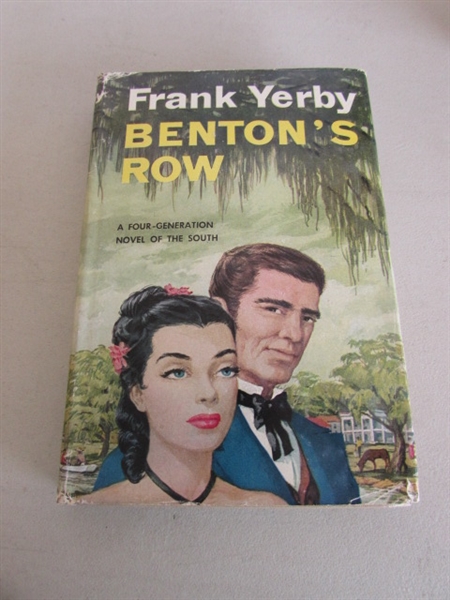 Frank Yerby
BENTON'S
ROW
A FOUR-GENERATION
NOVEL OF THE SOUTH